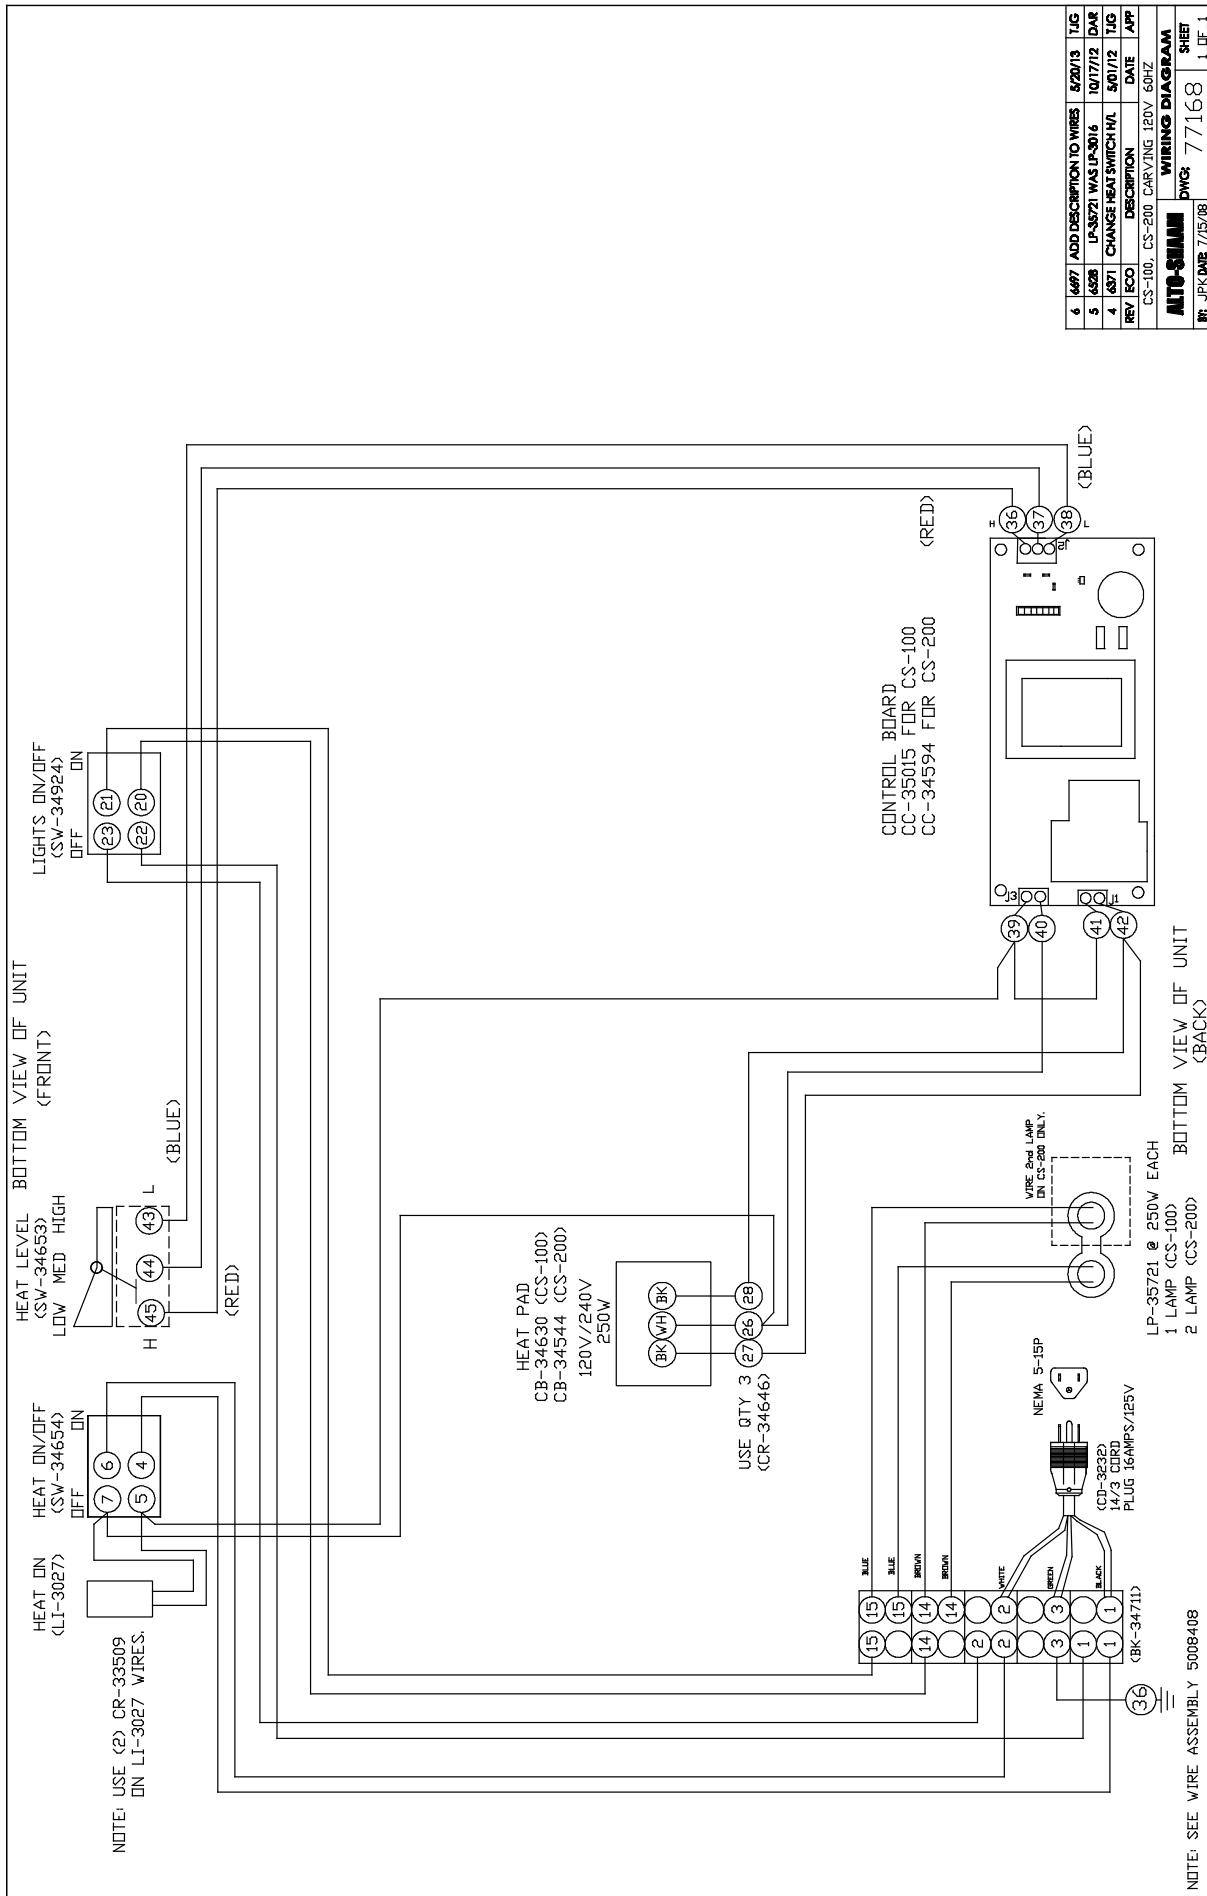 BOTTOM VIEW OF UNIT
(FRONT)
NOTE: USE (2) CR-33509
ON LI-3027 WIRES.
HEAT ON
(LI-3027)
HEAT ON/OFF
(SW-34654)
OFF ON
7 6
5 4
HEAT LEVEL
(SW-34653)
LOW MED HIGH
H 45 44 43 L
(RED)
(BLUE)
LIGHTS ON/OFF
(SW-34924)
OFF ON
23 21
22 20
HEAT PAD
CB-34630 (CS-100)
CB-34544 (CS-200)
120V/240V
250W
BK WH BK
27 26 28
USE QTY 3
(CR-34646)
CONTROL BOARD
CC-35015 FOR CS-100
CC-34594 FOR CS-200
(RED)
(BLUE)
H 36
37
38 L
J2
J3
J1
39
40
41
42
15 15 BLUE
15 BLUE
14 14 BROWN
14 BROWN
2
2 2 WHITE
3 3 GREEN
1
1 1 BLACK
(BK-34711)
36
NEMA 5-15P
(CD-3232)
14/3 CORD
PLUG 16AMPS/125V
WIRE 2nd LAMP
ON CS-200 ONLY.
LP-35721 @ 250W EACH
1 LAMP (CS-100)
2 LAMP (CS-200)
BOTTOM VIEW OF UNIT
(BACK)
NOTE: SEE WIRE ASSEMBLY 5008408
6 6697 ADD DESCRIPTION TO WIRES 5/20/13 TJG
5 6528 LP-35721 WAS LP-3016 10/17/12 DAR
4 6371 CHANGE HEAT SWITCH H/L 5/01/12 TJG
REV ECO DESCRIPTION DATE APP
CS-100, CS-200 CARVING 120V 60HZ
ALTO-SHAAM WIRING DIAGRAM
BY: JPK DATE 7/15/08 DWG: 77168 SHEET 1 OF 1